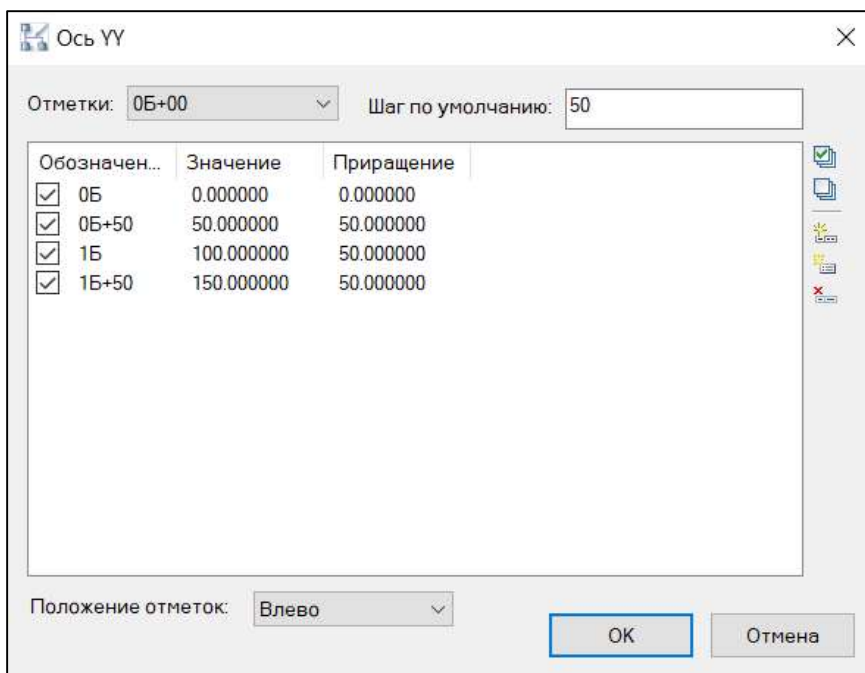 Ось YY
Отметки: 0Б+00 Шаг по умолчанию: 50
Обозначен... Значение Приращение
0Б 0.000000 0.000000
0Б+50 50.000000 50.000000
1Б 100.000000 50.000000
1Б+50 150.000000 50.000000
Положение отметок: Влево
OK Отмена